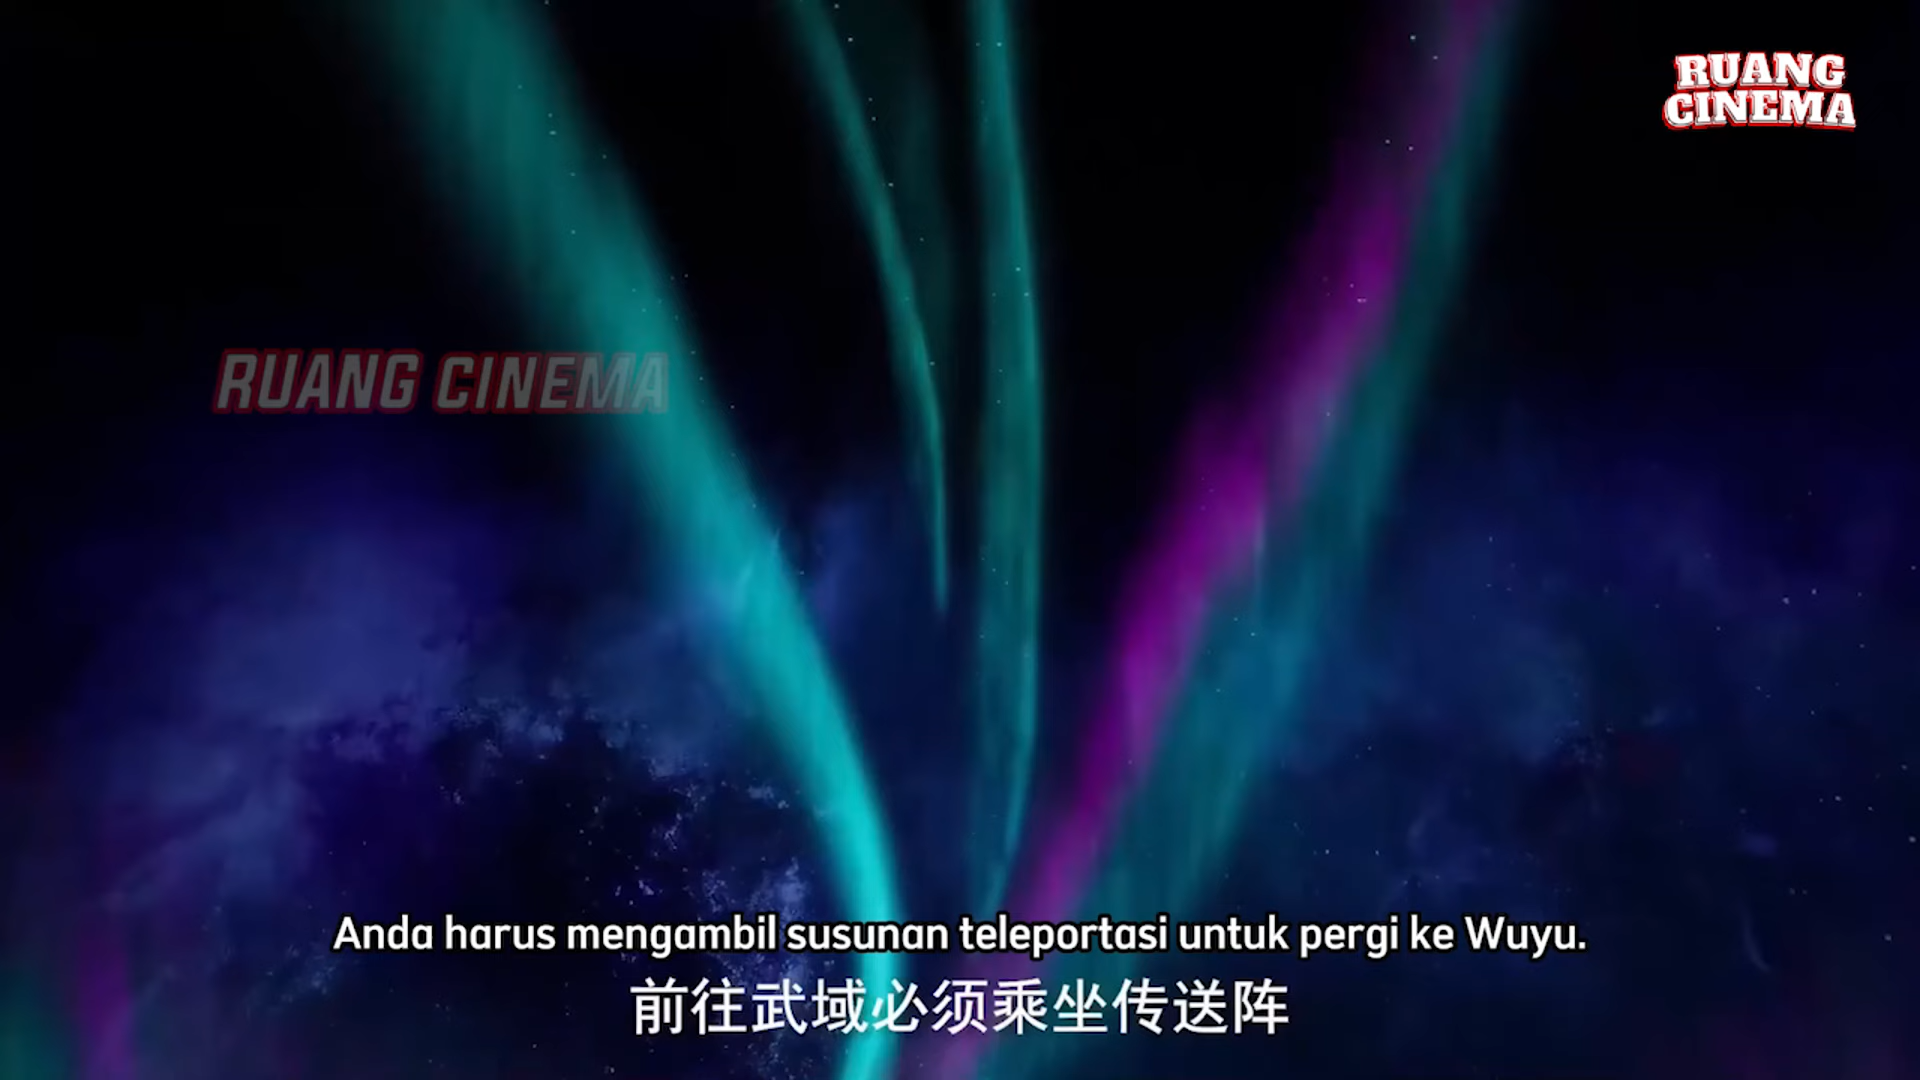 RUANG
CINEMA
RUANG CINEMA
Anda harus mengambil susunan teleportasi untuk pergi ke Wuyu.
前往武域必须乘坐传送阵